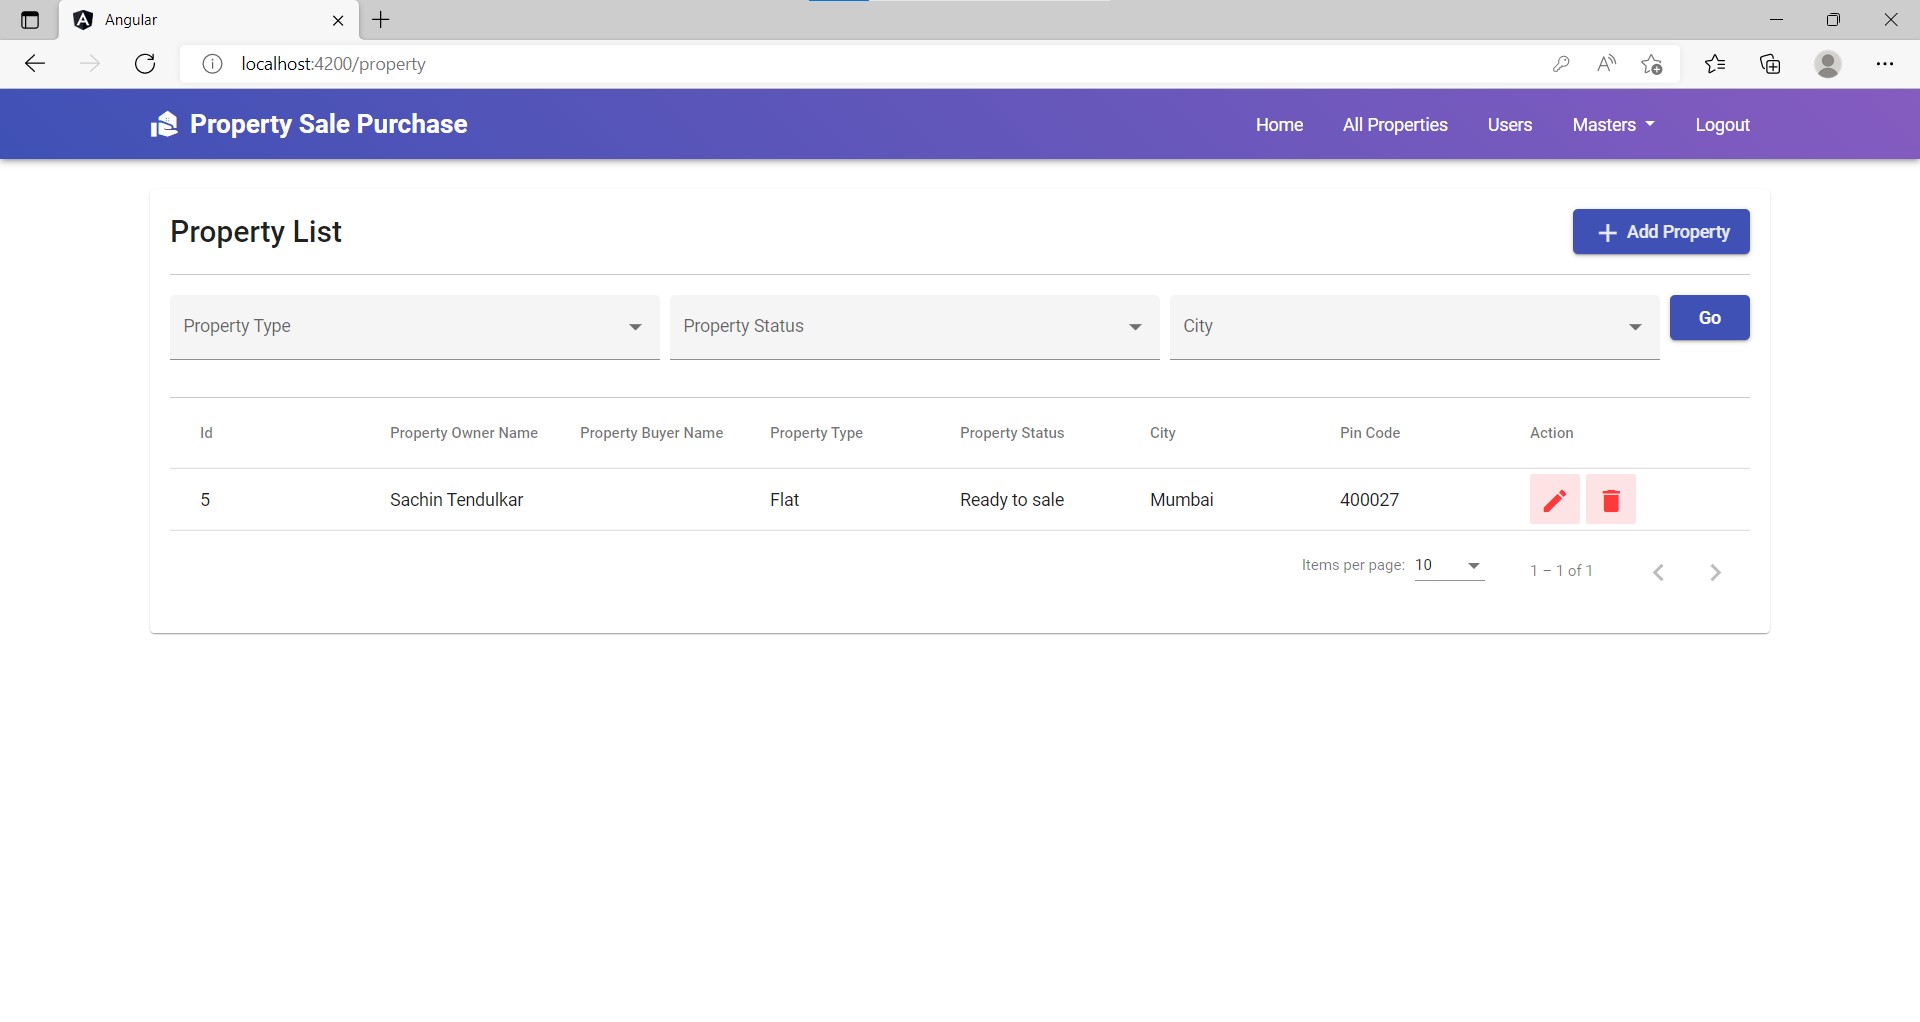 Angular
localhost:4200/property
Property Sale Purchase Home All Properties Users Masters Logout
Property List + Add Property
Property Type Property Status City Go
Id Property Owner Name Property Buyer Name Property Type Property Status City Pin Code Action
5 Sachin Tendulkar Flat Ready to sale Mumbai 400027
Items per page: 10 1 – 1 of 1